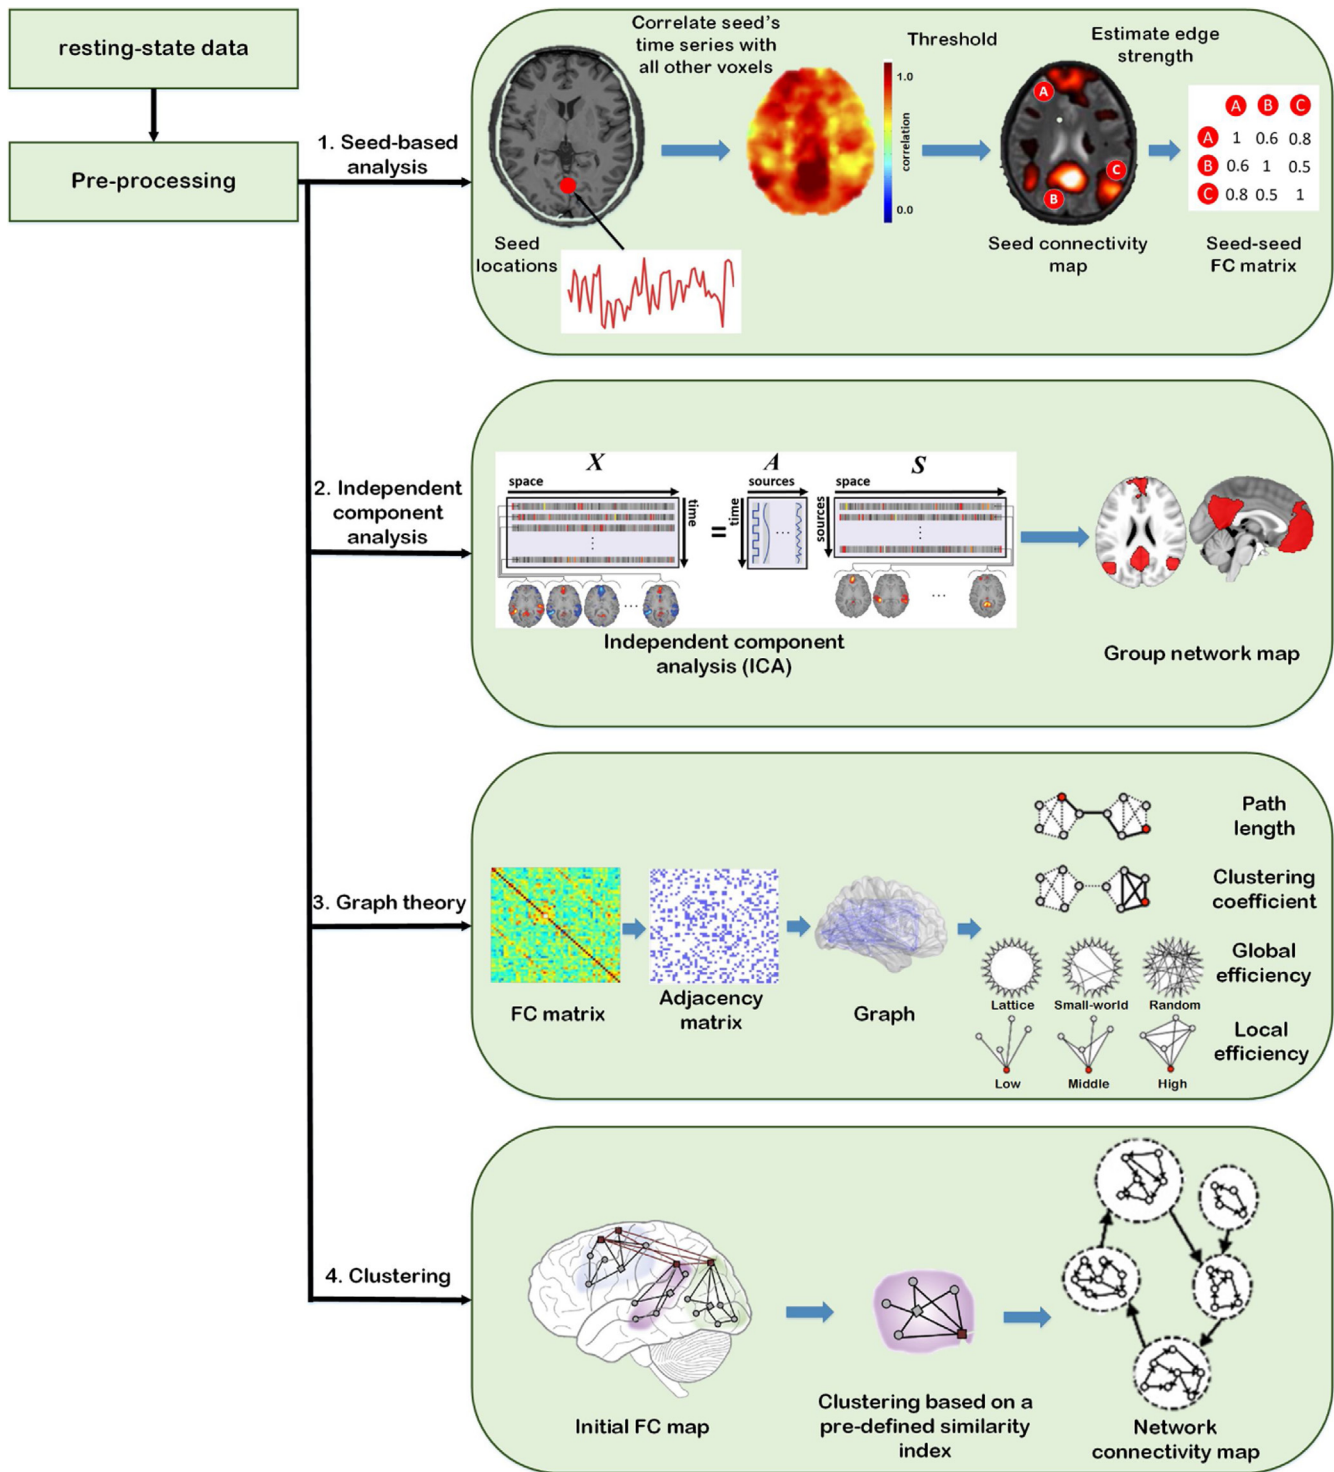 resting-state data
Pre-processing
1. Seed-based
analysis
Correlate seed's
time series with
all other voxels
Threshold
Estimate edge
strength
1.0
correlation
0.0
A
B
C
A B C
A 1 0.6 0.8
B 0.6 1 0.5
C 0.8 0.5 1
Seed
locations
Seed connectivity
map
Seed-seed
FC matrix
2. Independent
component
analysis
X
space
time
=
A
sources
time
S
space
sources
Independent component
analysis (ICA)
Group network map
3. Graph theory
FC matrix
Adjacency
matrix
Graph
Path
length
Clustering
coefficient
Global
efficiency
Lattice Small-world Random
Local
efficiency
Low Middle High
4. Clustering
Initial FC map
Clustering based on a
pre-defined similarity
index
Network
connectivity map